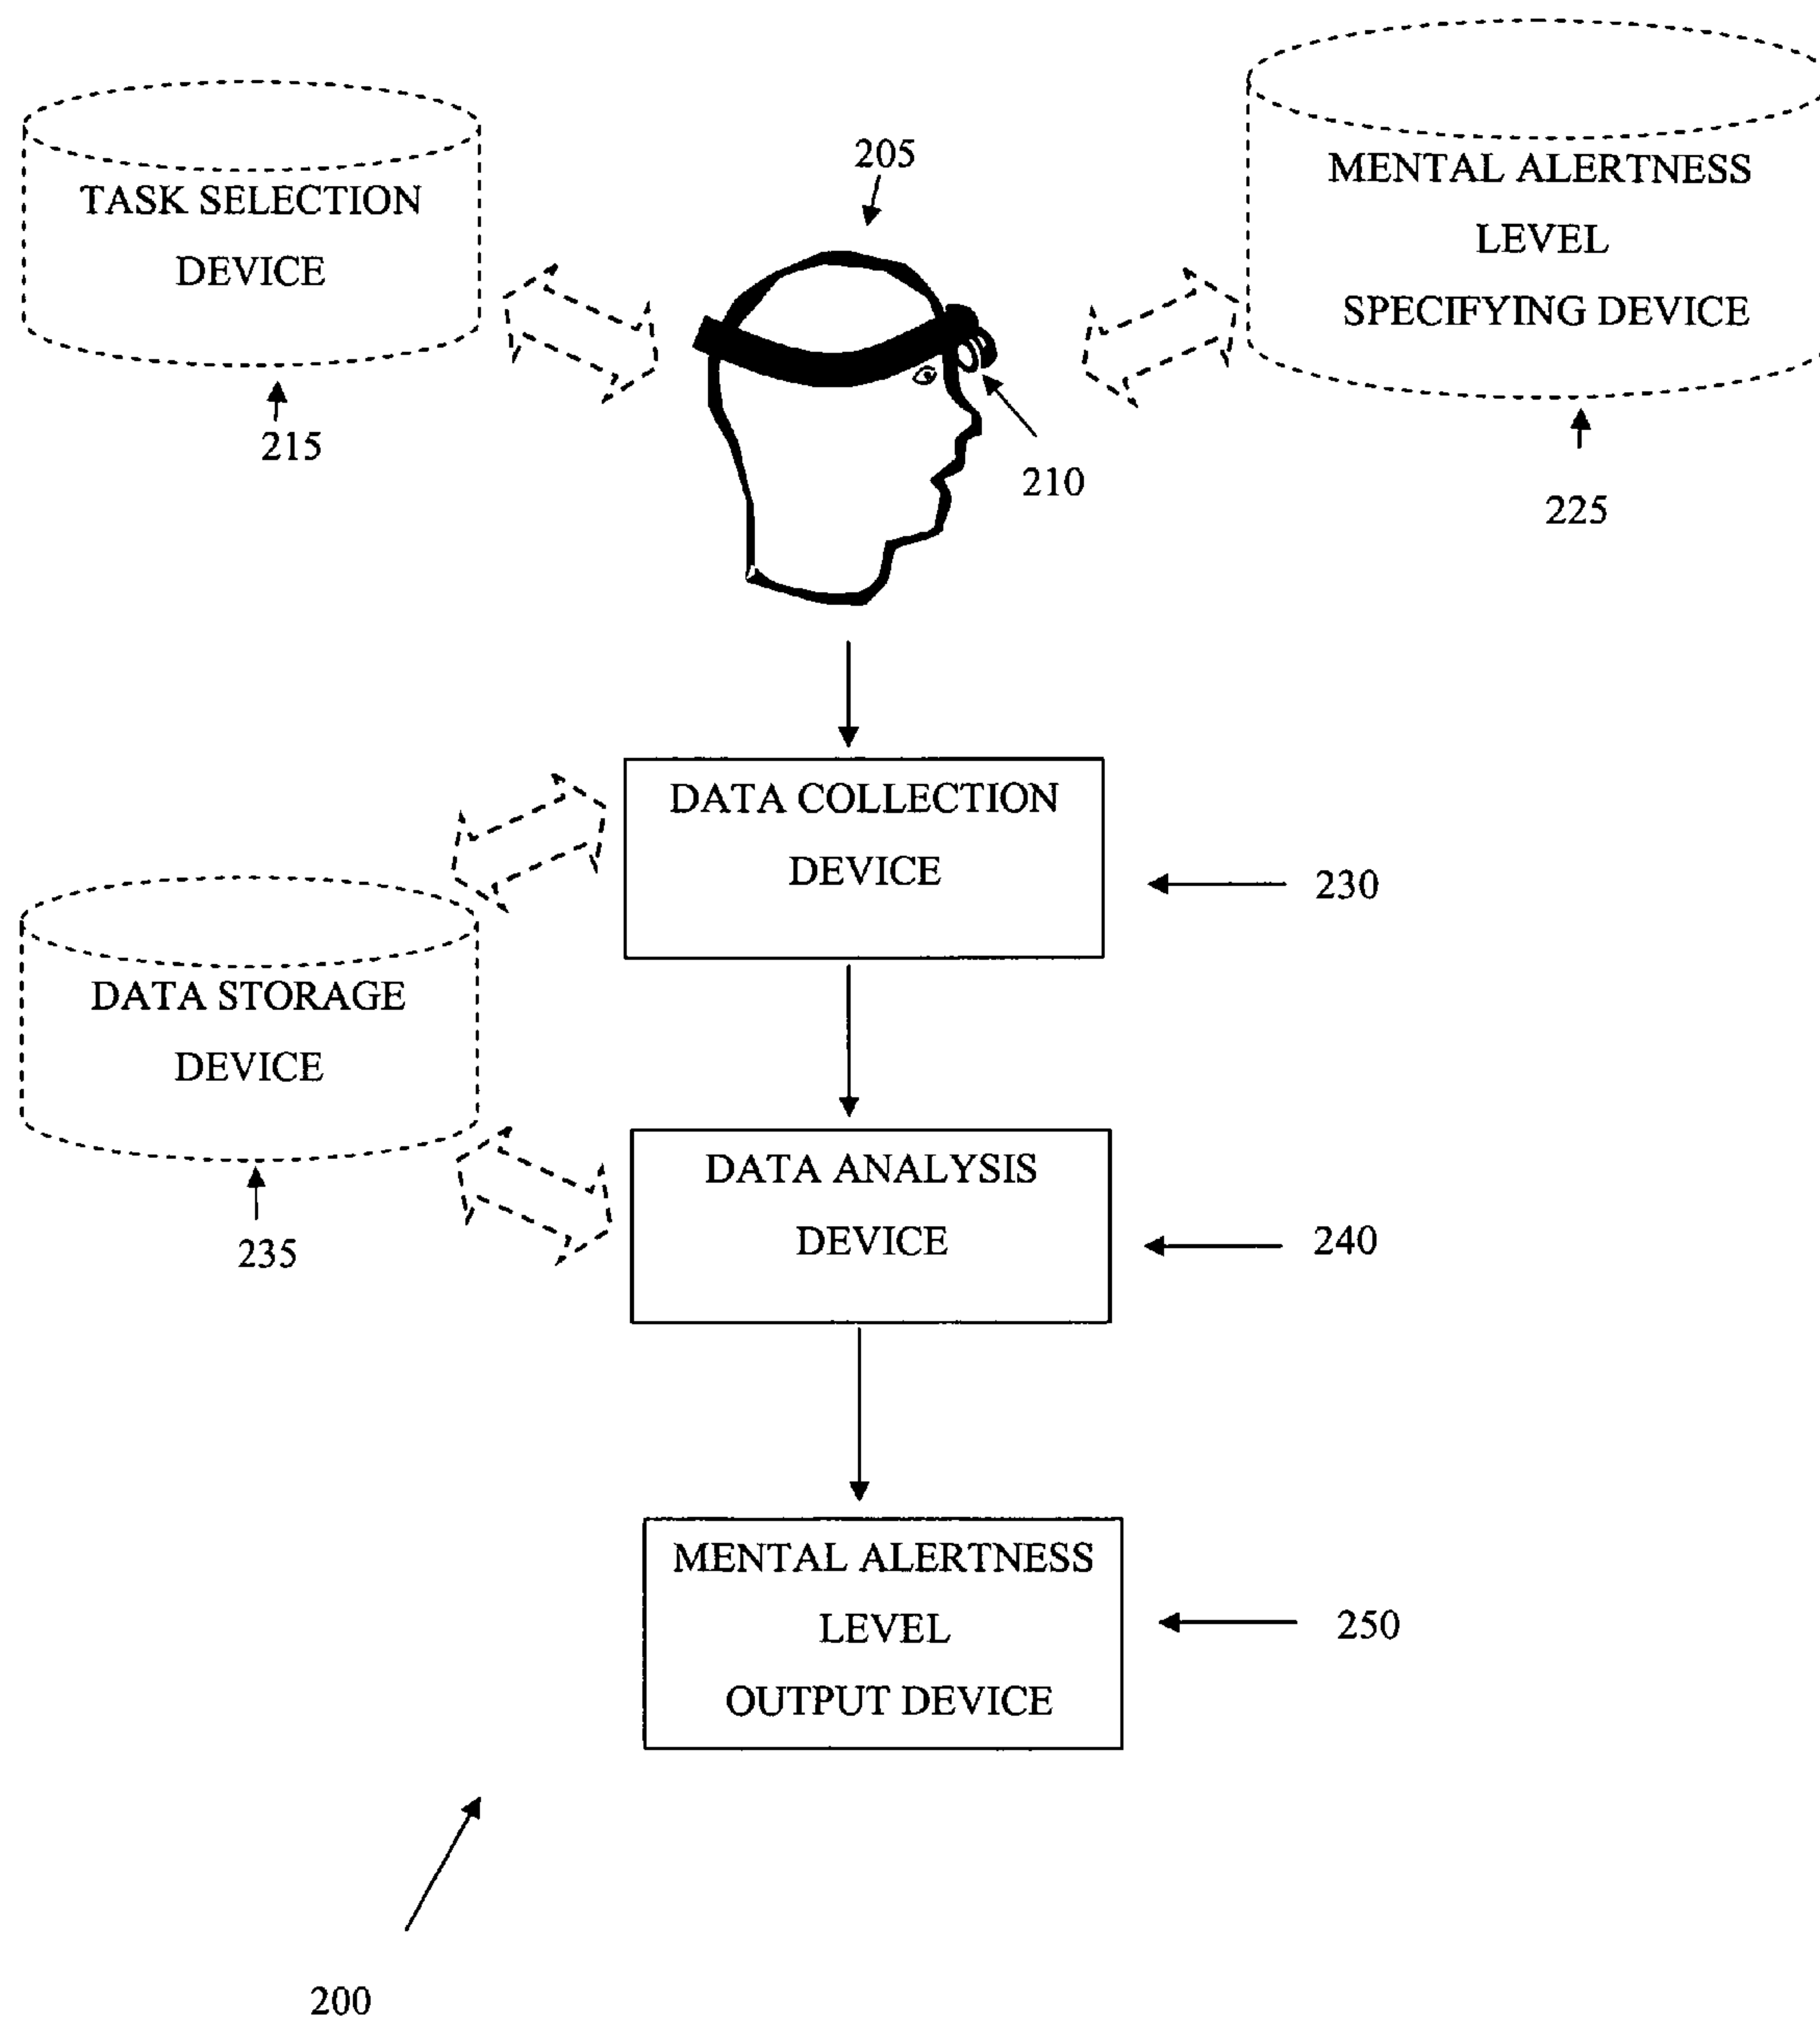 205
TASK SELECTION
DEVICE
215
MENTAL ALERTNESS
LEVEL
SPECIFYING DEVICE
225
210
DATA COLLECTION
DEVICE
230
DATA STORAGE
DEVICE
235
DATA ANALYSIS
DEVICE
240
MENTAL ALERTNESS
LEVEL
OUTPUT DEVICE
250
200